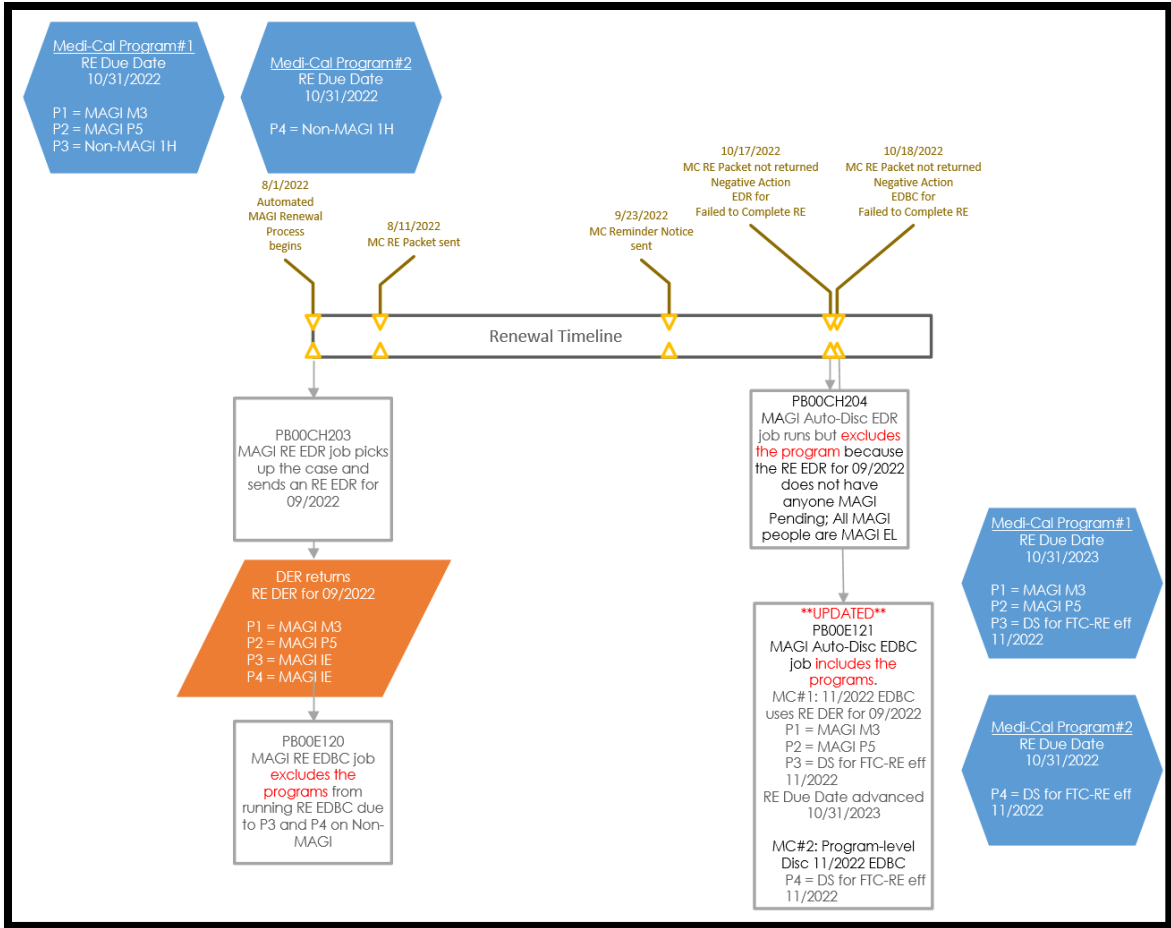 Medi-Cal Program#1
RE Due Date
10/31/2022
P1 = MAGI M3
P2 = MAGI P5
P3 = Non-MAGI 1H
Medi-Cal Program#2
RE Due Date
10/31/2022
P4 = Non-MAGI 1H
8/1/2022
Automated
MAGI Renewal
Process
begins
8/11/2022
MC RE Packet sent
9/23/2022
MC Reminder Notice
sent
10/17/2022
MC RE Packet not returned
Negative Action
EDR for
Failed to Complete RE
10/18/2022
MC RE Packet not returned
Negative Action
EDBC for
Failed to Complete RE
Renewal Timeline
PB00CH203
MAGI RE EDR job picks
up the case and
sends an RE EDR for
09/2022
DER returns
RE DER for 09/2022
P1 = MAGI M3
P2 = MAGI P5
P3 = MAGI IE
P4 = MAGI IE
PB00E120
MAGI RE EDBC job
excludes the
programs from
running RE EDBC due
to P3 and P4 on Non-
MAGI
PB00CH204
MAGI Auto-Disc EDR
job runs but excludes
the program because
the RE EDR for 09/2022
does not have
anyone MAGI
Pending; All MAGI
people are MAGI EL
**UPDATED**
PB00E121
MAGI Auto-Disc EDBC
job includes the
programs.
MC#1: 11/2022 EDBC
uses RE DER for 09/2022
P1 = MAGI M3
P2 = MAGI P5
P3 = DS for FTC-RE eff
11/2022
RE Due Date advanced
10/31/2023
MC#2: Program-level
Disc 11/2022 EDBC
P4 = DS for FTC-RE eff
11/2022
Medi-Cal Program#1
RE Due Date
10/31/2023
P1 = MAGI M3
P2 = MAGI P5
P3 = DS for FTC-RE eff
11/2022
Medi-Cal Program#2
RE Due Date
10/31/2022
P4 = DS for FTC-RE eff
11/2022